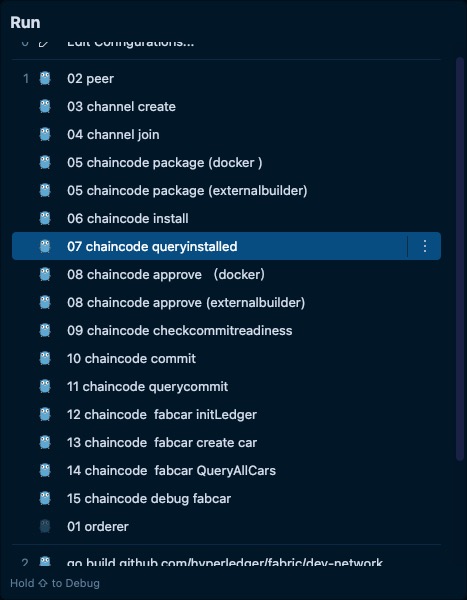 Run
0 Edit Configurations...
1 02 peer
03 channel create
04 channel join
05 chaincode package (docker )
05 chaincode package (externalbuilder)
06 chaincode install
07 chaincode queryinstalled
08 chaincode approve   (docker)
08 chaincode approve (externalbuilder)
09 chaincode checkcommitreadiness
10 chaincode commit
11 chaincode querycommit
12 chaincode  fabcar initLedger
13 chaincode  fabcar create car
14 chaincode  fabcar QueryAllCars
15 chaincode debug fabcar
01 orderer
2 go build github.com/hyperledger/fabric/dev-network
Hold ⇧ to Debug